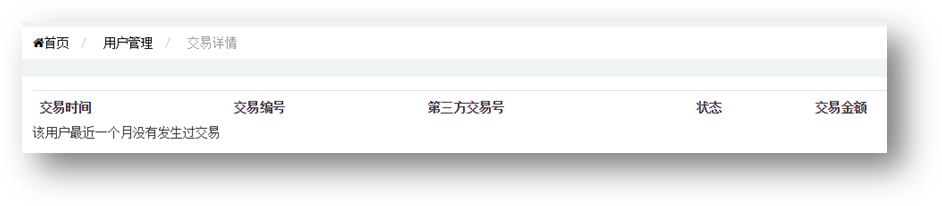 首页 / 用户管理 / 交易详情
交易时间 交易编号 第三方交易号 状态 交易金额
该用户最近一个月没有发生过交易